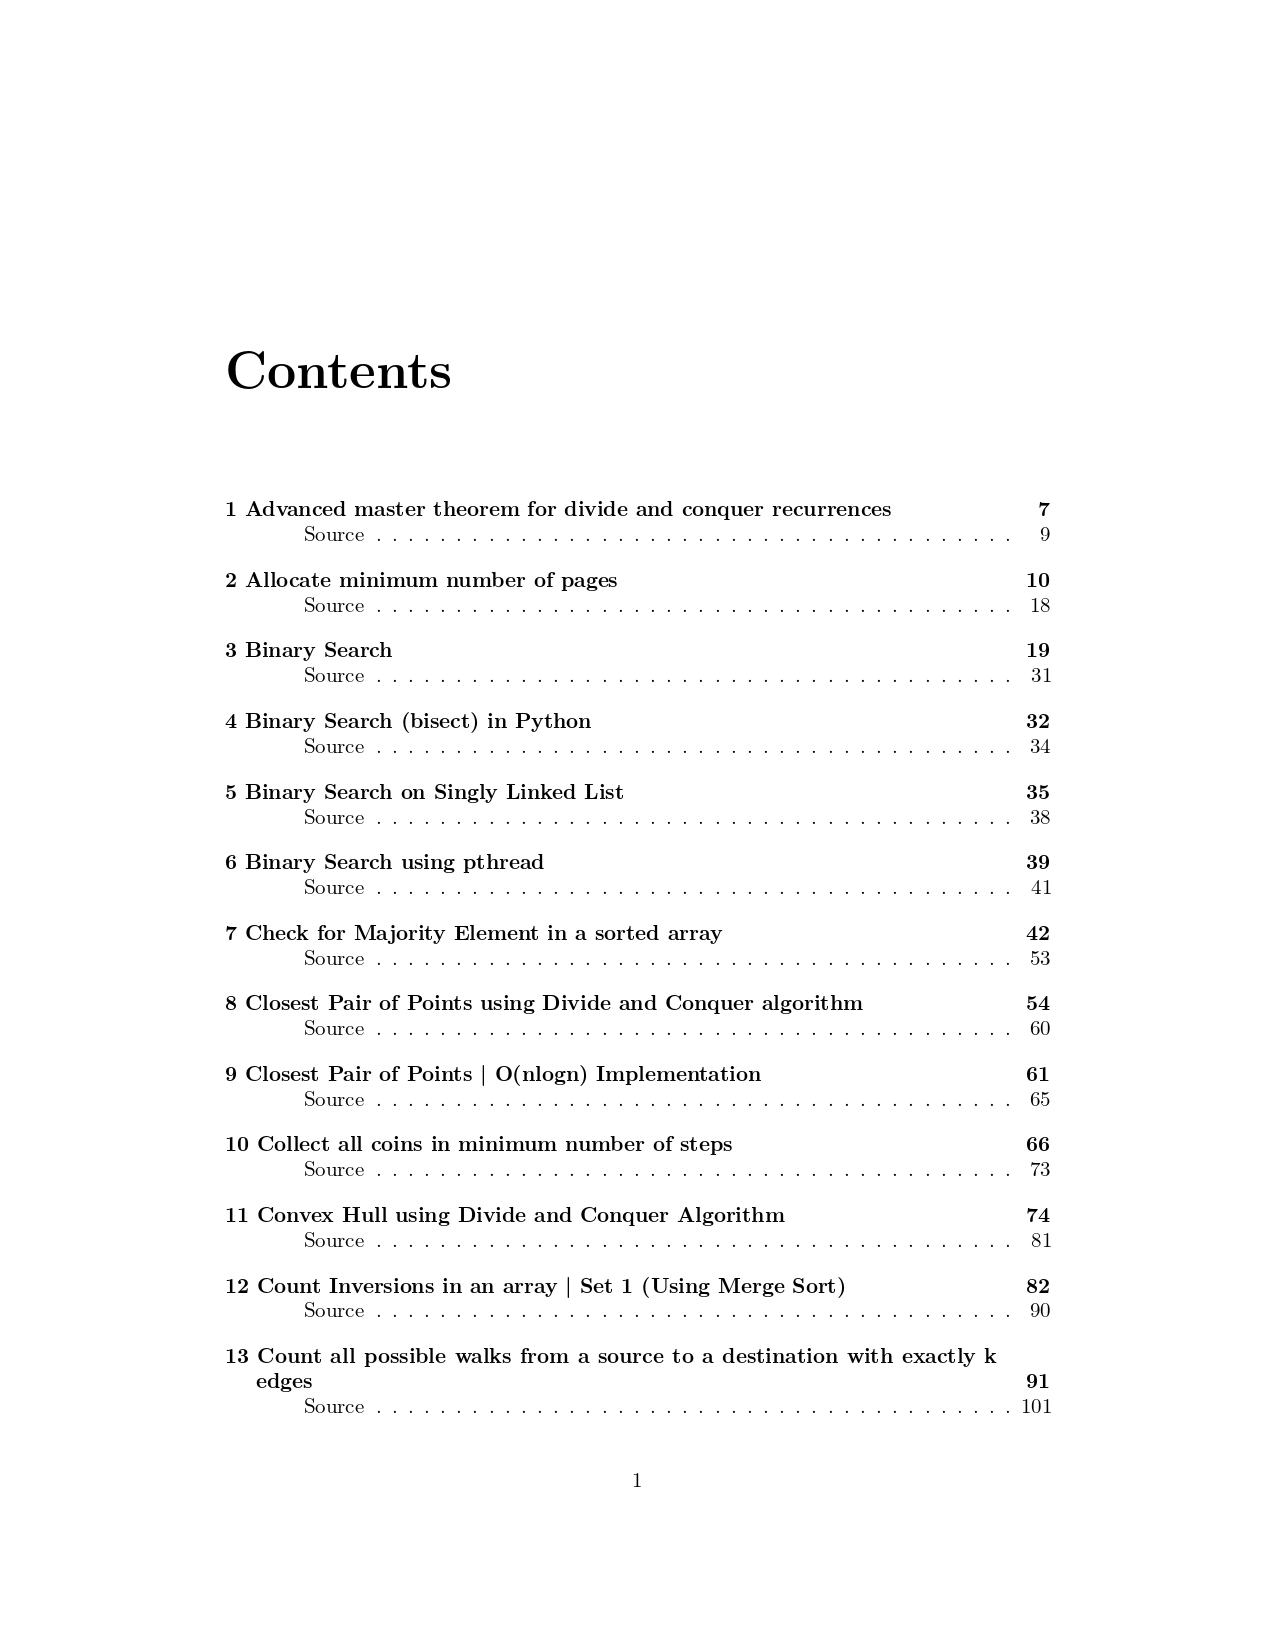 Contents
1 Advanced master theorem for divide and conquer recurrences 7
Source . . . . . . . . . . . . . . . . . . . . . . . . . . . . . . . . . . . . . . . . 9
2 Allocate minimum number of pages 10
Source . . . . . . . . . . . . . . . . . . . . . . . . . . . . . . . . . . . . . . . . 18
3 Binary Search 19
Source . . . . . . . . . . . . . . . . . . . . . . . . . . . . . . . . . . . . . . . . 31
4 Binary Search (bisect) in Python 32
Source . . . . . . . . . . . . . . . . . . . . . . . . . . . . . . . . . . . . . . . . 34
5 Binary Search on Singly Linked List 35
Source . . . . . . . . . . . . . . . . . . . . . . . . . . . . . . . . . . . . . . . . 38
6 Binary Search using pthread 39
Source . . . . . . . . . . . . . . . . . . . . . . . . . . . . . . . . . . . . . . . . 41
7 Check for Majority Element in a sorted array 42
Source . . . . . . . . . . . . . . . . . . . . . . . . . . . . . . . . . . . . . . . . 53
8 Closest Pair of Points using Divide and Conquer algorithm 54
Source . . . . . . . . . . . . . . . . . . . . . . . . . . . . . . . . . . . . . . . . 60
9 Closest Pair of Points | O(nlogn) Implementation 61
Source . . . . . . . . . . . . . . . . . . . . . . . . . . . . . . . . . . . . . . . . 65
10 Collect all coins in minimum number of steps 66
Source . . . . . . . . . . . . . . . . . . . . . . . . . . . . . . . . . . . . . . . . 73
11 Convex Hull using Divide and Conquer Algorithm 74
Source . . . . . . . . . . . . . . . . . . . . . . . . . . . . . . . . . . . . . . . . 81
12 Count Inversions in an array | Set 1 (Using Merge Sort) 82
Source . . . . . . . . . . . . . . . . . . . . . . . . . . . . . . . . . . . . . . . . 90
13 Count all possible walks from a source to a destination with exactly k
edges 91
Source . . . . . . . . . . . . . . . . . . . . . . . . . . . . . . . . . . . . . . . . 101
1